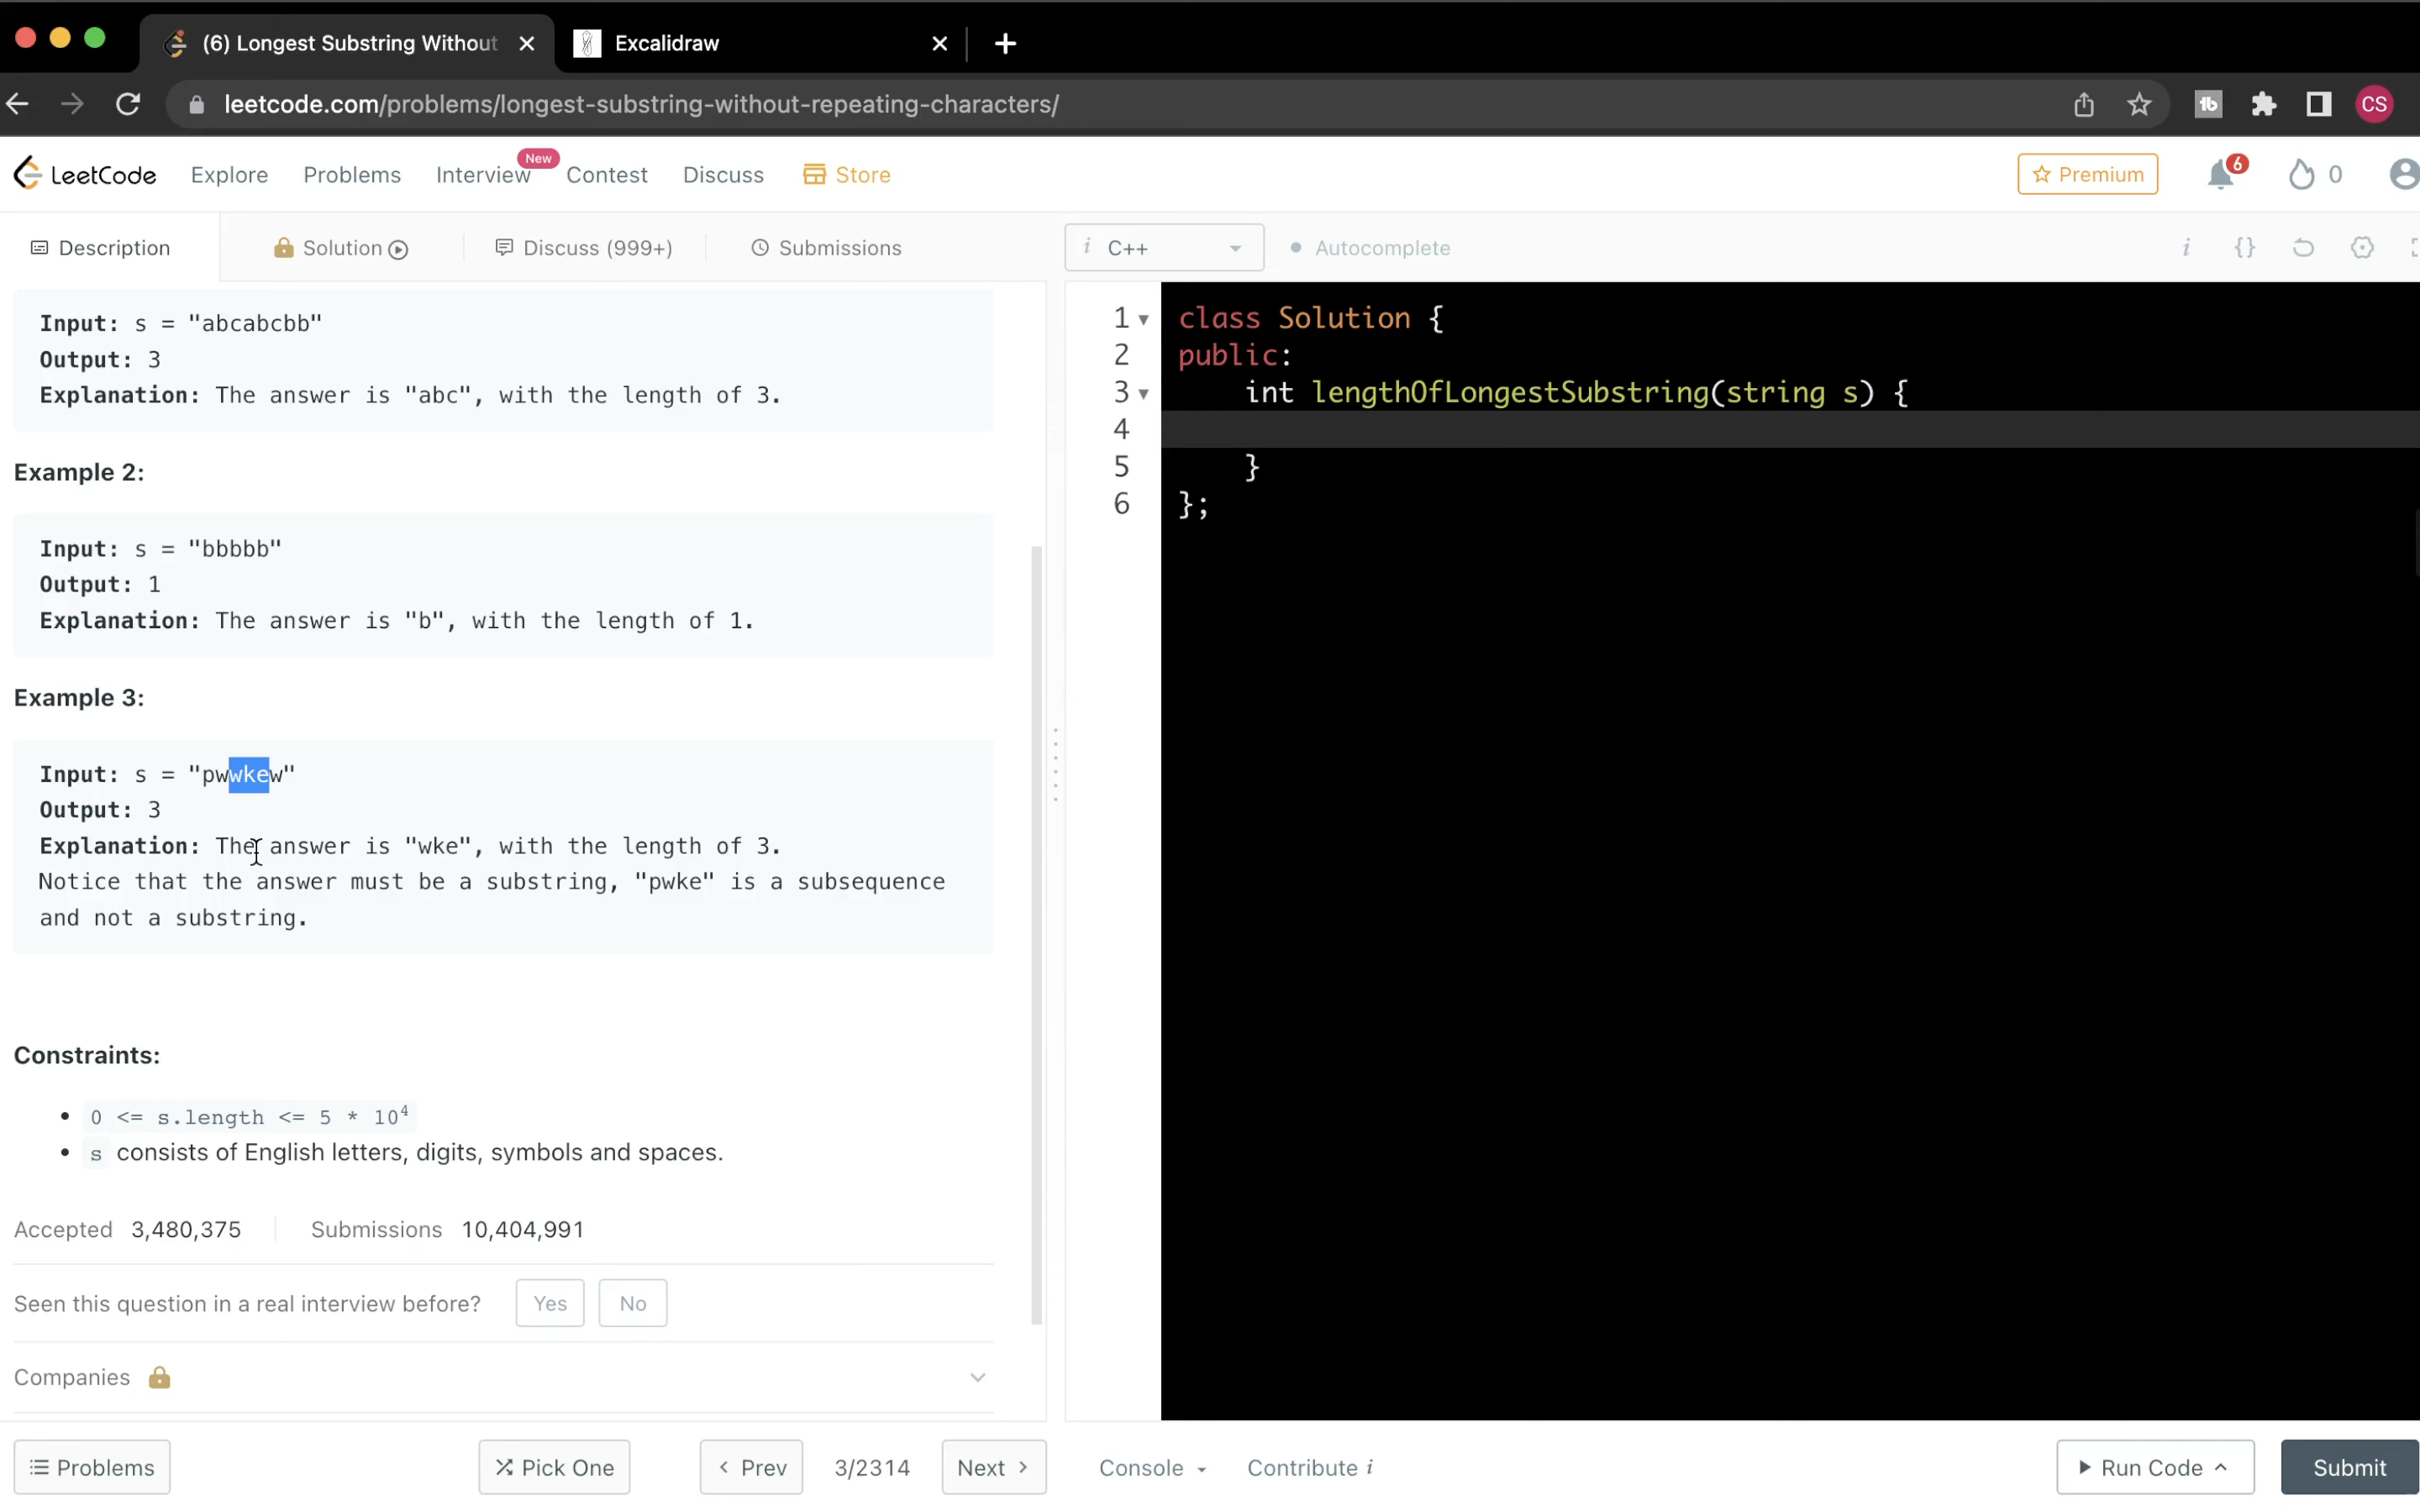 (6) Longest Substring Without
Excalidraw
leetcode.com/problems/longest-substring-without-repeating-characters/
tb
CS
LeetCode
Explore
Problems
Interview
New
Contest
Discuss
Store
Premium
6
0
Description
Solution
Discuss (999+)
Submissions
i C++
Autocomplete
i {}
Input: s = "abcabcbb"
Output: 3
Explanation: The answer is "abc", with the length of 3.
Example 2:
Input: s = "bbbbb"
Output: 1
Explanation: The answer is "b", with the length of 1.
Example 3:
Input: s = "pwwkew"
Output: 3
Explanation: The answer is "wke", with the length of 3.
Notice that the answer must be a substring, "pwke" is a subsequence
and not a substring.
Constraints:
0 <= s.length <= 5 * 10⁴
s consists of English letters, digits, symbols and spaces.
Accepted 3,480,375 Submissions 10,404,991
Seen this question in a real interview before? Yes No
Companies
1 class Solution {
2 public:
3 int lengthOfLongestSubstring(string s) {
4
5 }
6 };
Problems
Pick One
Prev
3/2314
Next
Console
Contribute i
Run Code
Submit